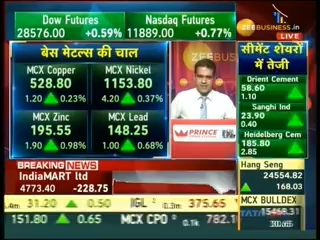 Dow Futures
28576.00 +0.59%
Nasdaq Futures
11889.00 +0.77%
ZEEBUSINESS.in
LIVE
बेस मेटल्स की चाल
MCX Copper
528.80
1.20 0.23%
MCX Nickel
1153.80
4.20 0.37%
MCX Zinc
195.55
1.90 0.98%
MCX Lead
148.25
1.00 0.68%
ZEE BUSINESS
PRINCE
सीमेंट शेयरों
में तेजी
Orient Cement
58.60
1.10
Sanghi Ind
23.90
0.40
Heidelberg Cem
185.80
2.85
BREAKING NEWS
IndiaMART ltd
4773.40 -228.75
Hang Seng
24554.82
168.03
MCX BULLDEX
31.20 0.50 IGIL 375.65
151.80 0.65 MCX CPO 782.1